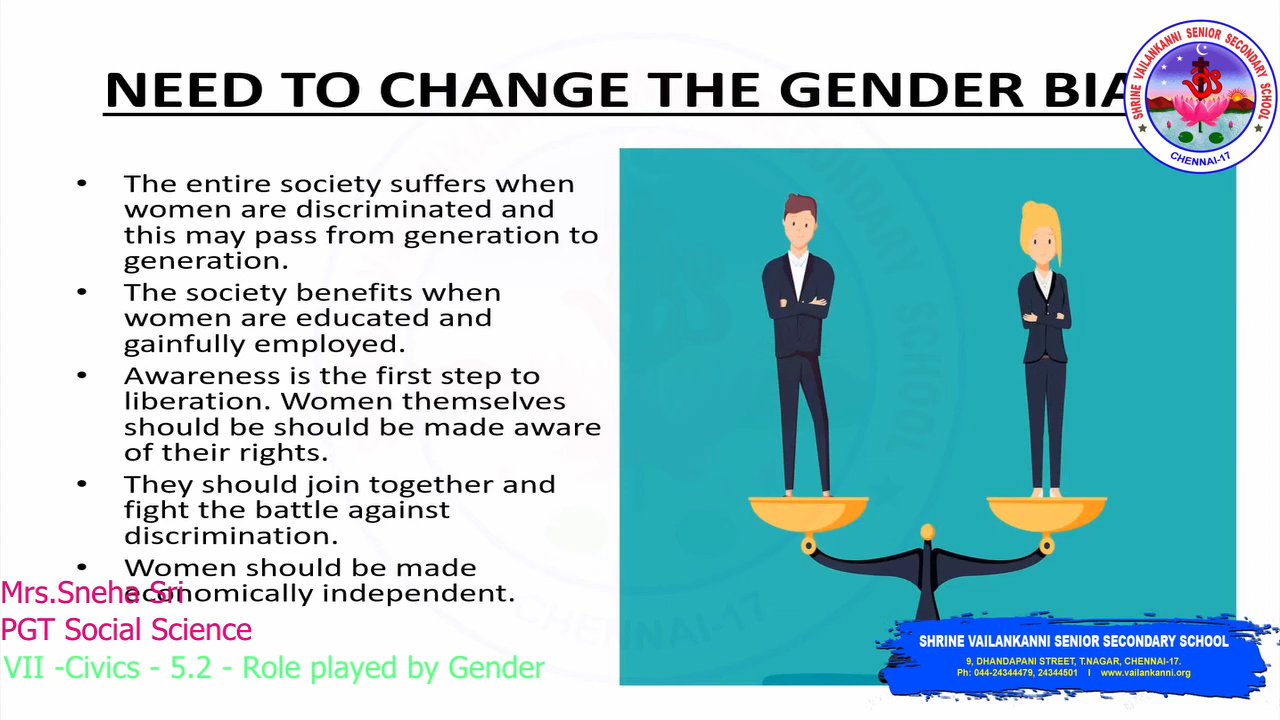 NEED TO CHANGE THE GENDER BIA
SHRINE VAILANKANNI SENIOR SECONDARY SCHOOL
CHENNAI-17
• The entire society suffers when
women are discriminated and
this may pass from generation to
generation.
• The society benefits when
women are educated and
gainfully employed.
• Awareness is the first step to
liberation. Women themselves
should be should be made aware
of their rights.
• They should join together and
fight the battle against
discrimination.
• Women should be made
economically independent.
Mrs.Sneha Sri
PGT Social Science
VII -Civics - 5.2 - Role played by Gender
SHRINE VAILANKANNI SENIOR SECONDARY SCHOOL
9, DHANDAPANI STREET, T.NAGAR, CHENNAI-17.
Ph: 044-24344479, 24344501 I www.vailankanni.org